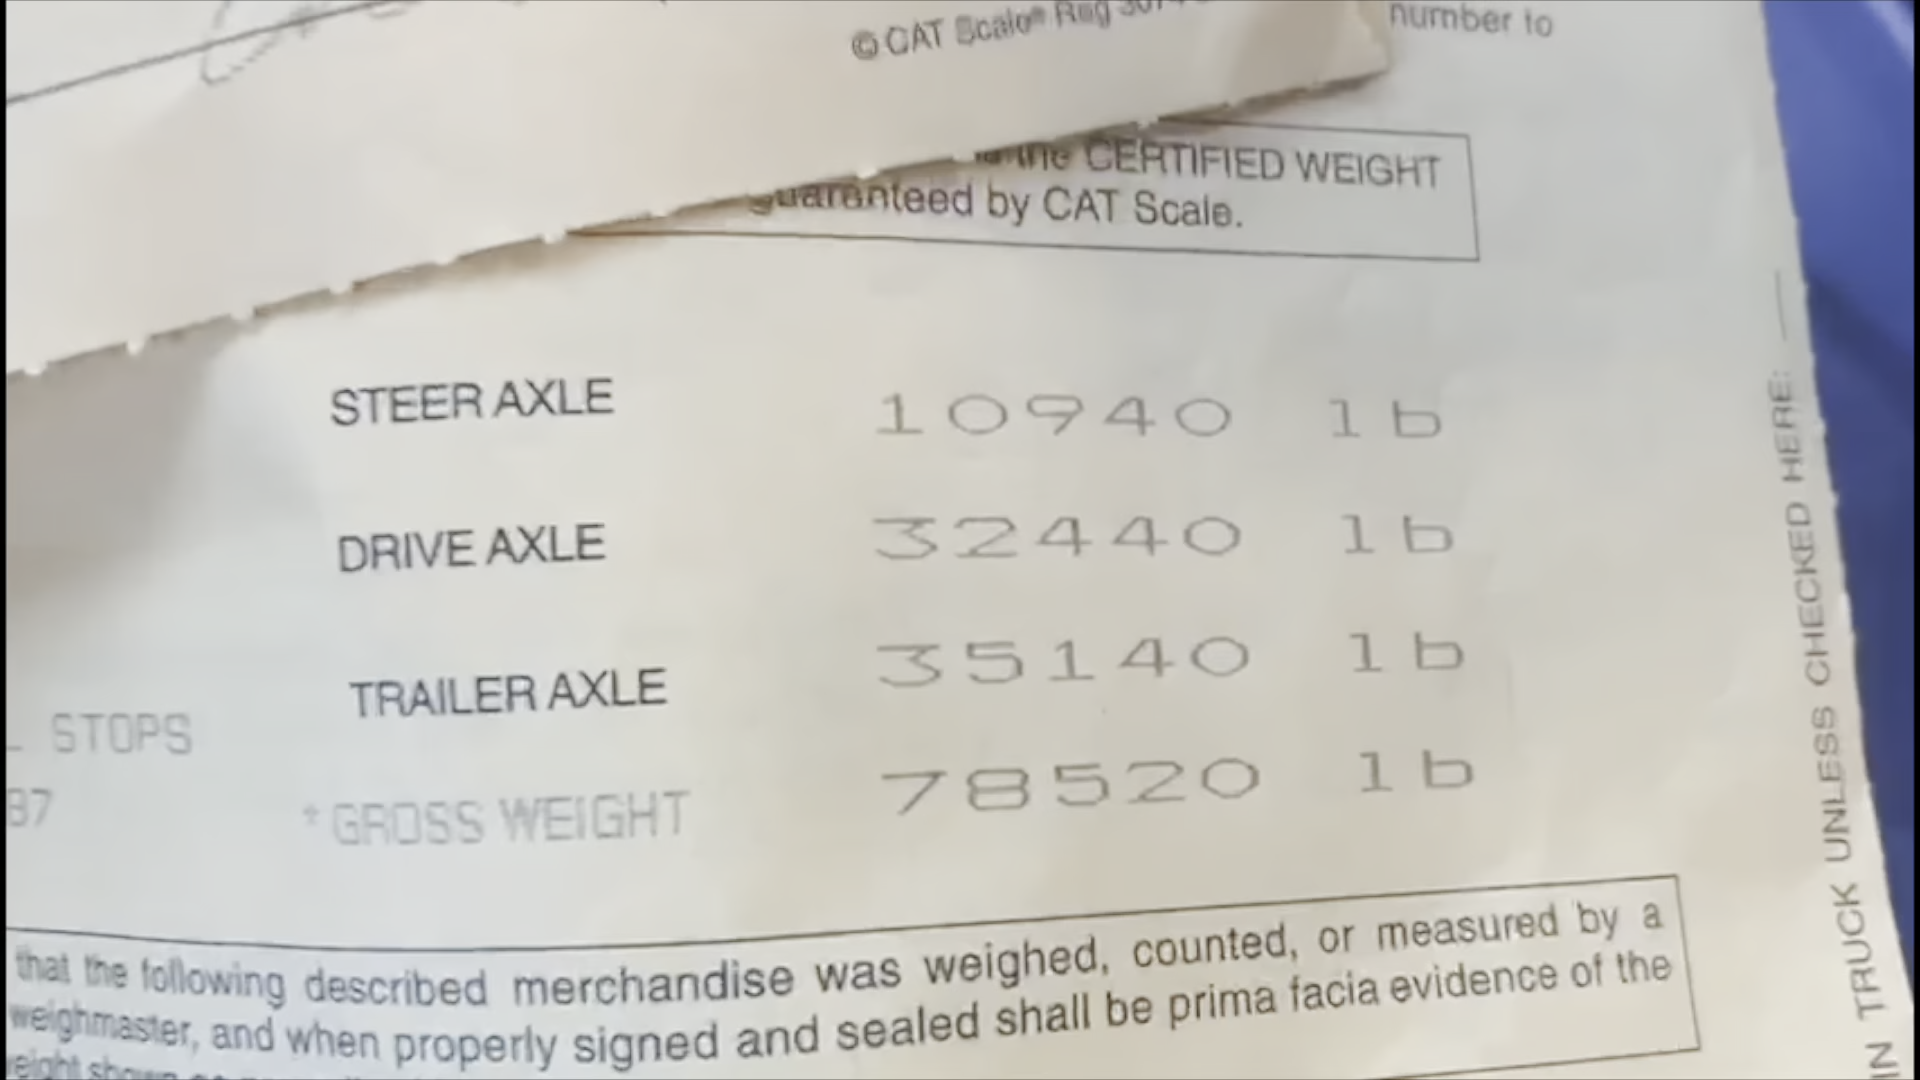 © CAT Scale® Reg
number to
the CERTIFIED WEIGHT
guaranteed by CAT Scale.
STEER AXLE 10940 lb
DRIVE AXLE 32440 lb
TRAILER AXLE 35140 lb
STOPS
87
*GROSS WEIGHT 78520 lb
that the following described merchandise was weighed, counted, or measured by a
weighmaster, and when properly signed and sealed shall be prima facia evidence of the
IN TRUCK UNLESS CHECKED HERE: